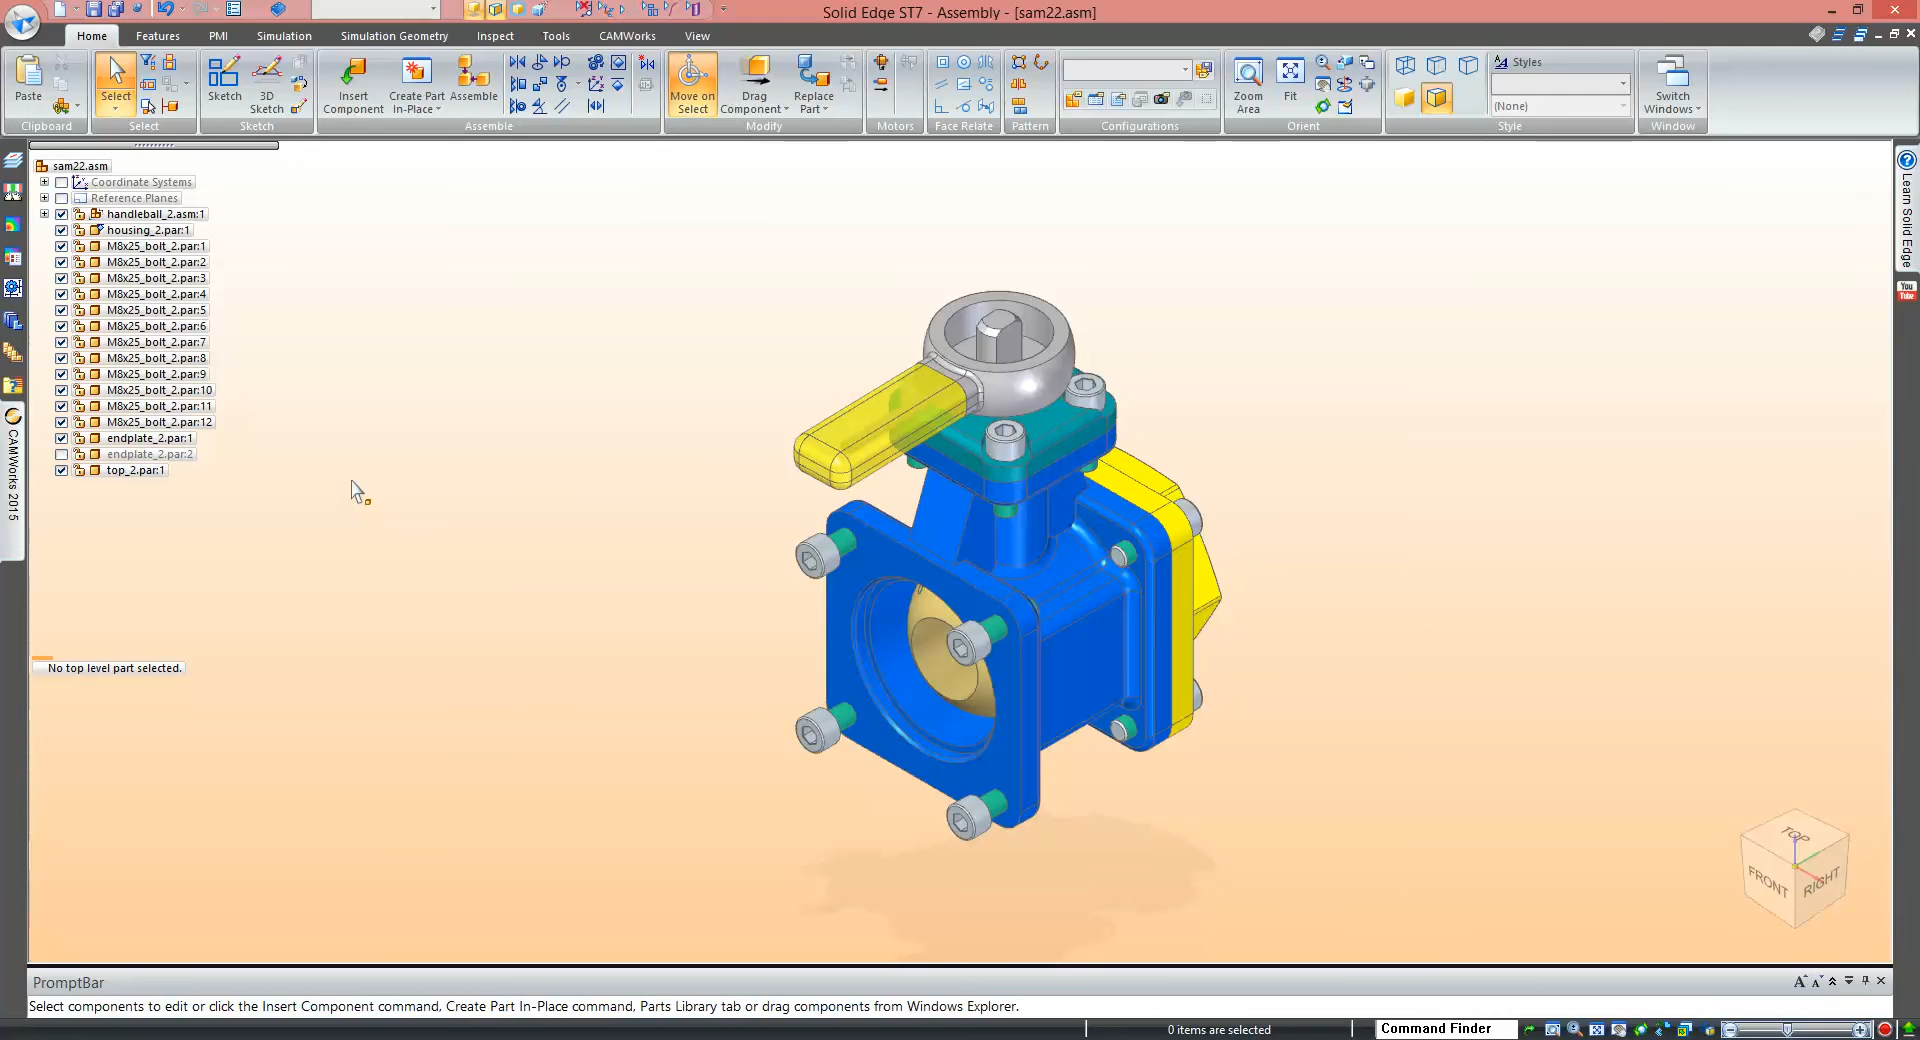 Solid Edge ST7 - Assembly - [sam22.asm]
Home Features PMI Simulation Simulation Geometry Inspect Tools CAMWorks View
Paste
Clipboard
Select
Select
Sketch
3D Sketch
Sketch
Insert Component
Create Part In-Place
Assemble
Assemble
Move on Select
Drag Component
Replace Part
Modify
Motors
Face Relate
Pattern
Configurations
Zoom Area
Fit
Orient
Styles
(None)
Style
Switch Windows
Window
sam22.asm
Coordinate Systems
Reference Planes
handleball_2.asm:1
housing_2.par:1
M8x25_bolt_2.par:1
M8x25_bolt_2.par:2
M8x25_bolt_2.par:3
M8x25_bolt_2.par:4
M8x25_bolt_2.par:5
M8x25_bolt_2.par:6
M8x25_bolt_2.par:7
M8x25_bolt_2.par:8
M8x25_bolt_2.par:9
M8x25_bolt_2.par:10
M8x25_bolt_2.par:11
M8x25_bolt_2.par:12
endplate_2.par:1
endplate_2.par:2
top_2.par:1
No top level part selected.
CAMWorks 2015
Learn Solid Edge
You Tube
TOP
FRONT
RIGHT
PromptBar
Select components to edit or click the Insert Component command, Create Part In-Place command, Parts Library tab or drag components from Windows Explorer.
0 items are selected
Command Finder